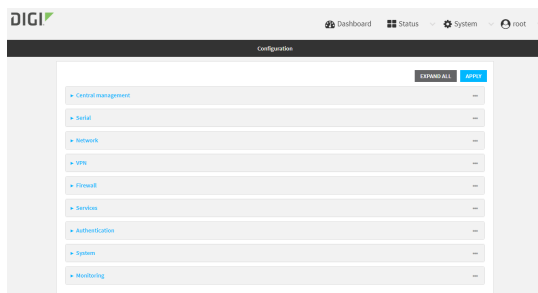 DIGI
Dashboard Status System root
Configuration
EXPAND ALL APPLY
Central management
Serial
Network
VPN
Firewall
Services
Authentication
System
Monitoring